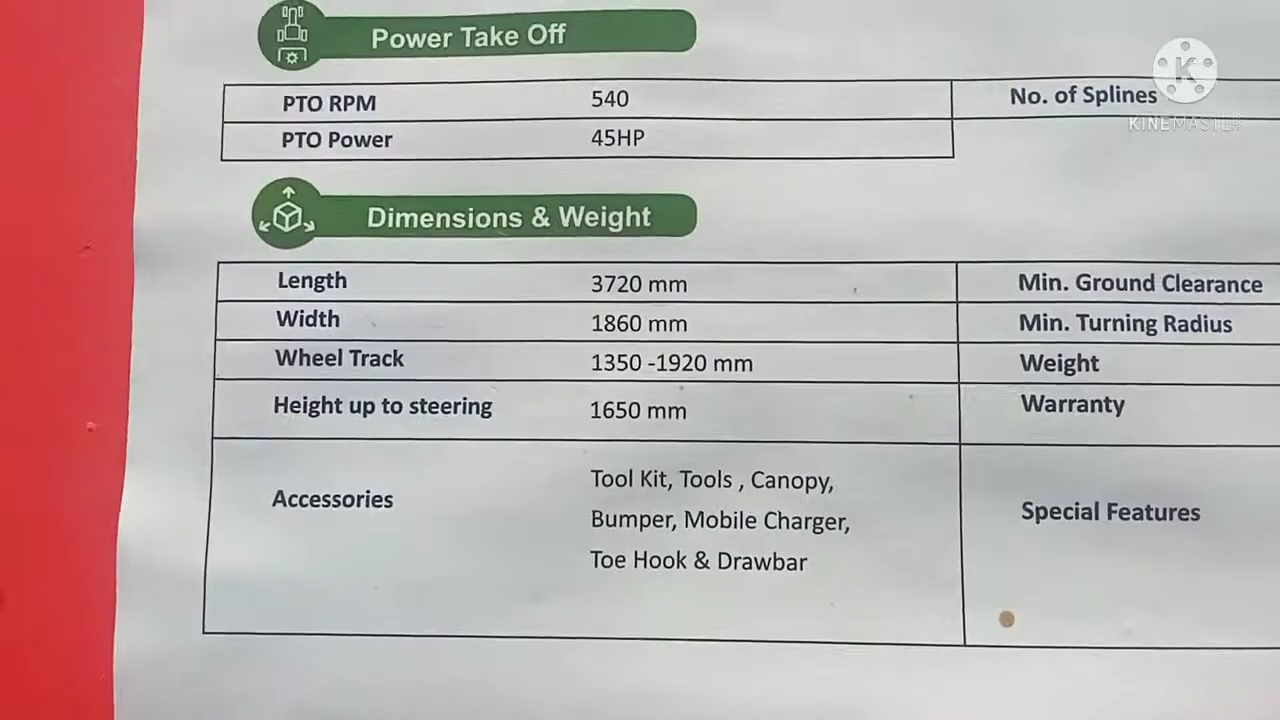 Power Take Off
PTO RPM 540 No. of Splines
PTO Power 45HP
K
KINEMASTER
Dimensions & Weight
Length 3720 mm Min. Ground Clearance
Width 1860 mm Min. Turning Radius
Wheel Track 1350 -1920 mm Weight
Height up to steering 1650 mm Warranty
Accessories Tool Kit, Tools , Canopy, Special Features
Bumper, Mobile Charger,
Toe Hook & Drawbar